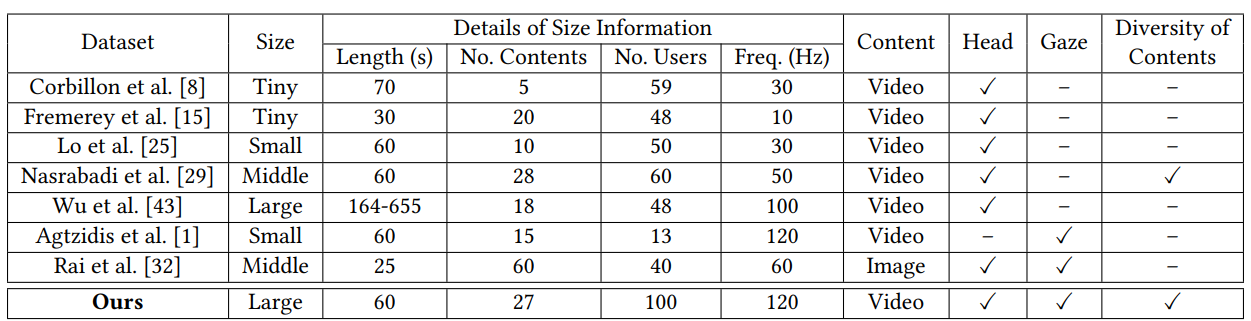 Dataset Size Details of Size Information Content Head Gaze Diversity of Contents
Length (s) No. Contents No. Users Freq. (Hz)
Corbillon et al. [8] Tiny 70 5 59 30 Video ✓ – –
Fremerey et al. [15] Tiny 30 20 48 10 Video ✓ – –
Lo et al. [25] Small 60 10 50 30 Video ✓ – –
Nasrabadi et al. [29] Middle 60 28 60 50 Video ✓ – ✓
Wu et al. [43] Large 164-655 18 48 100 Video ✓ – –
Agtzidis et al. [1] Small 60 15 13 120 Video – ✓ –
Rai et al. [32] Middle 25 60 40 60 Image ✓ ✓ –
Ours Large 60 27 100 120 Video ✓ ✓ ✓